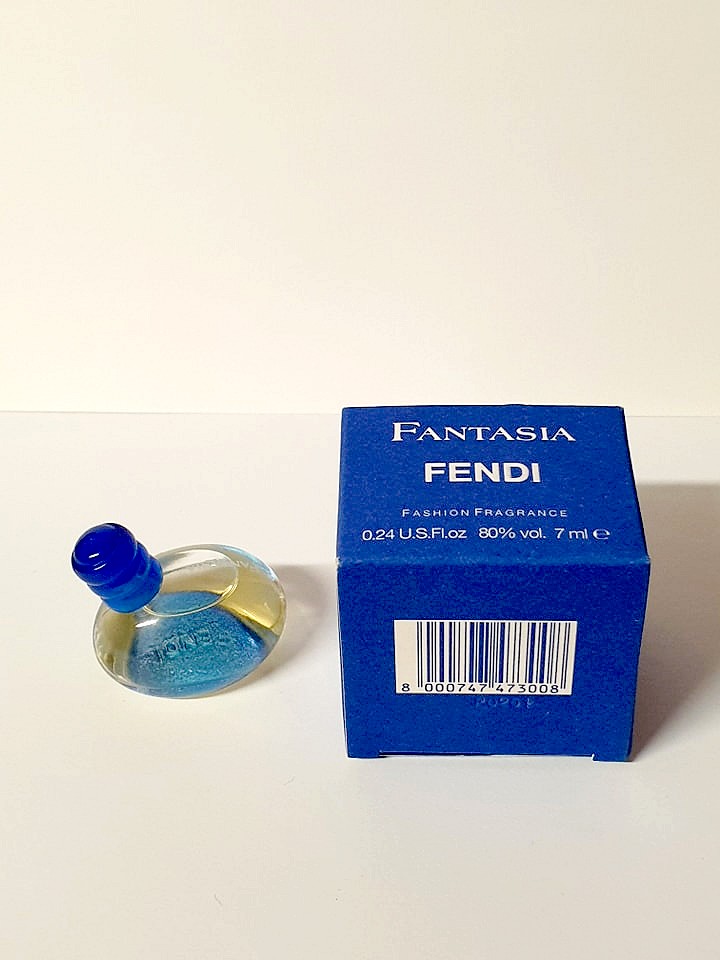 FANTASIA
FENDI
FASHION FRAGRANCE
0.24 U.S.Fl.oz 80% vol. 7 ml ℮
8 000747 473008